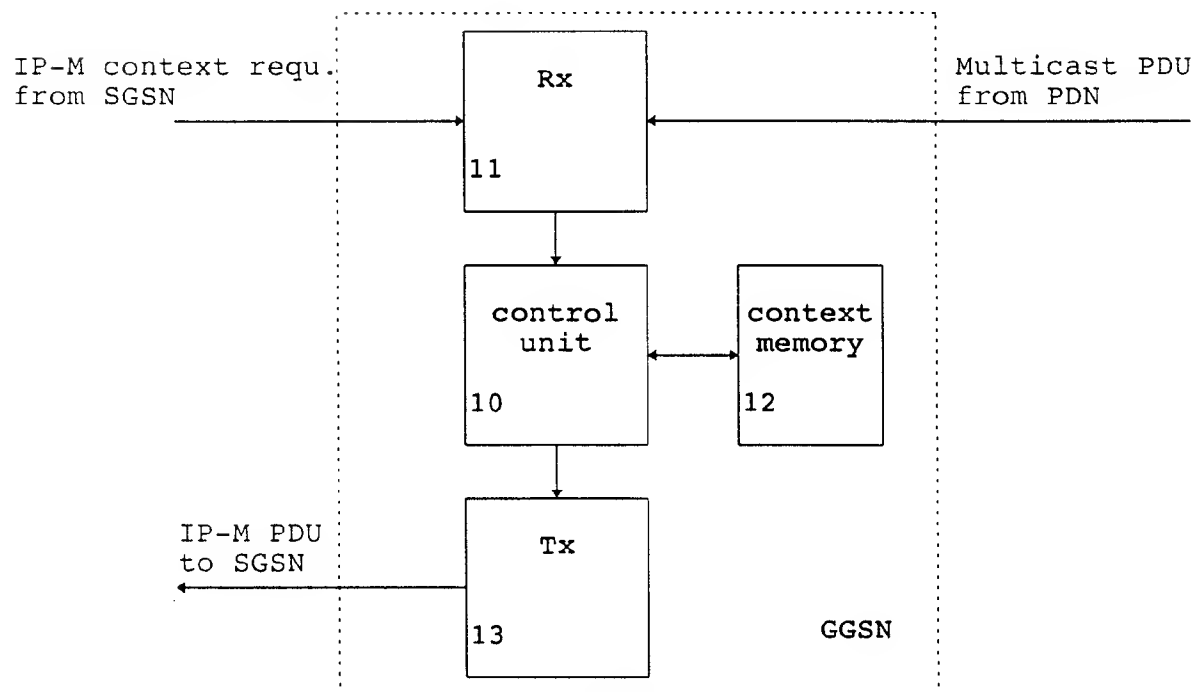 IP-M context requ.
from SGSN
Rx
11
Multicast PDU
from PDN
control
unit
10
context
memory
12
IP-M PDU
to SGSN
Tx
13
GGSN